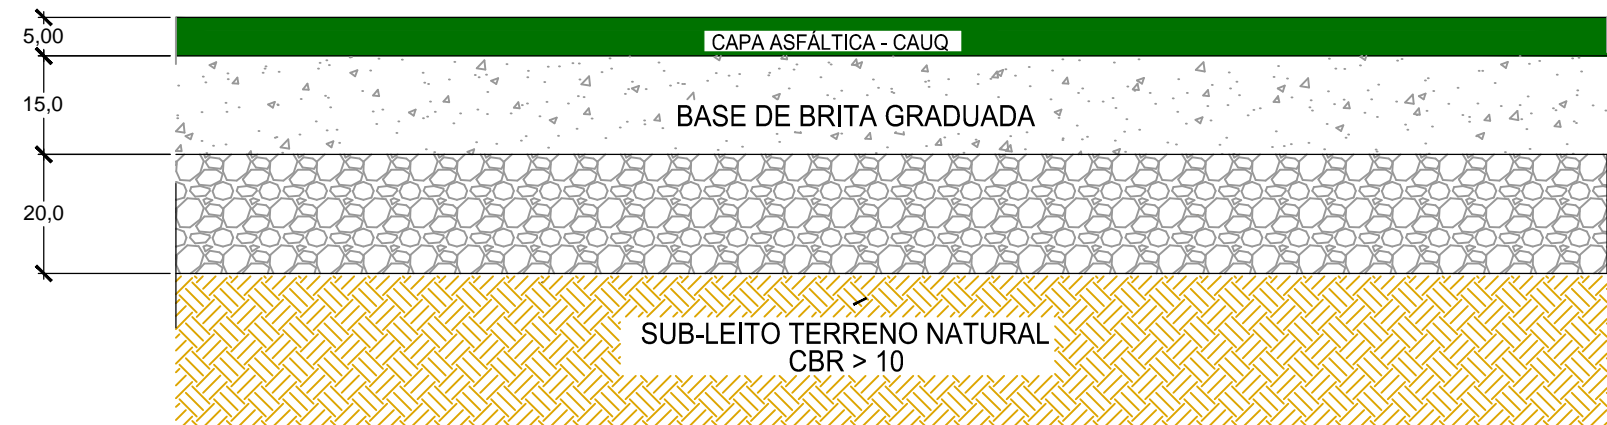 5,00
CAPA ASFÁLTICA - CAUQ
15,0
BASE DE BRITA GRADUADA
20,0
SUB-LEITO TERRENO NATURAL
CBR > 10